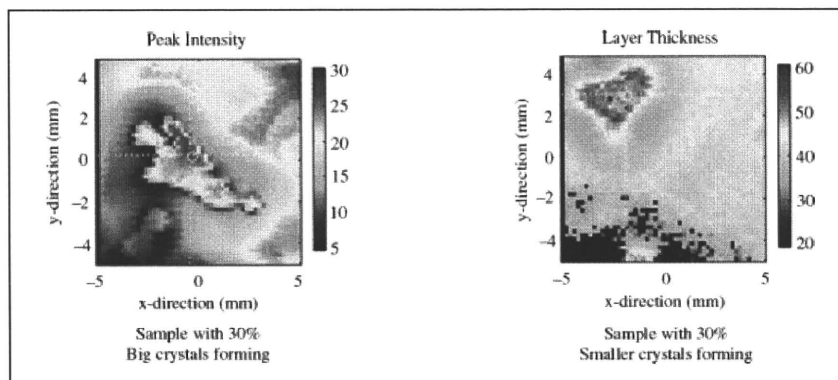 Peak Intensity
4
2
0
−2
−4
y-direction (mm)
−5
0
5
x-direction (mm)
30
25
20
15
10
5
Sample with 30%
Big crystals forming
Layer Thickness
4
2
0
−2
−4
y-direction (mm)
−5
0
5
x-direction (mm)
60
50
40
30
20
Sample with 30%
Smaller crystals forming